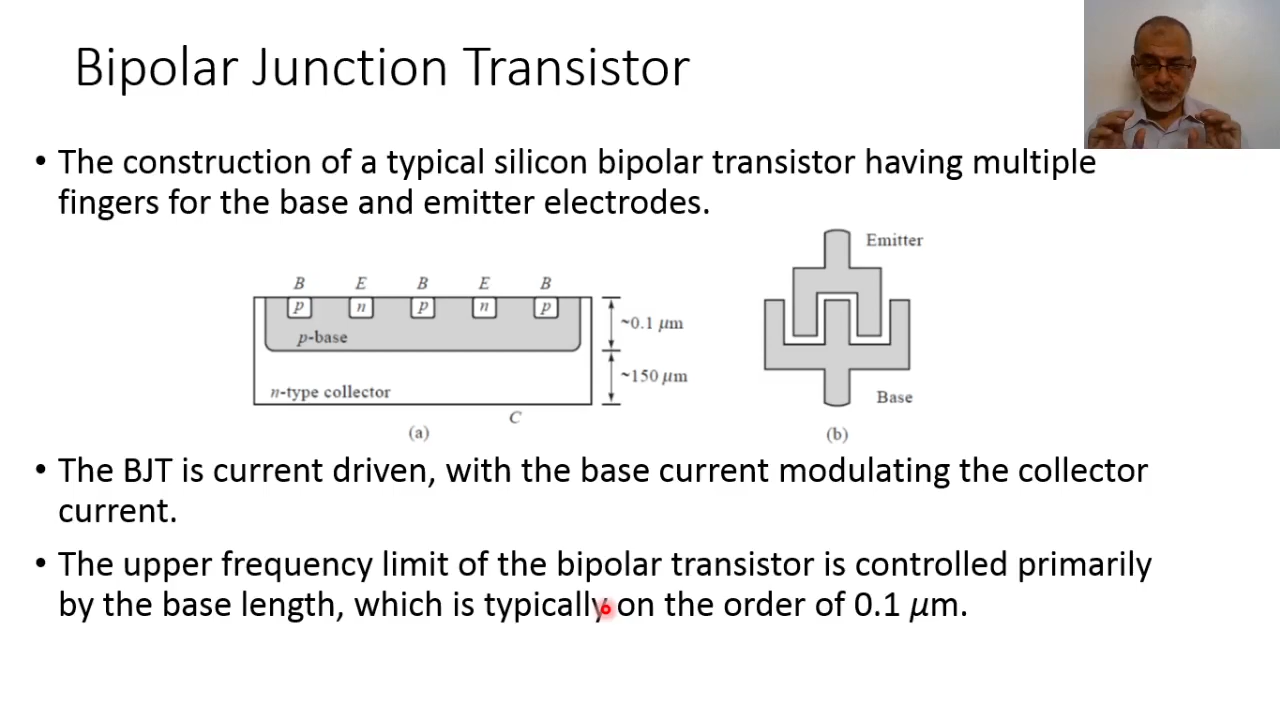 Bipolar Junction Transistor
• The construction of a typical silicon bipolar transistor having multiple
fingers for the base and emitter electrodes.
B E B E B
p n p n p
p-base
n-type collector
C
~0.1 μm
~150 μm
(a)
Emitter
Base
(b)
• The BJT is current driven, with the base current modulating the collector
current.
• The upper frequency limit of the bipolar transistor is controlled primarily
by the base length, which is typically on the order of 0.1 μm.